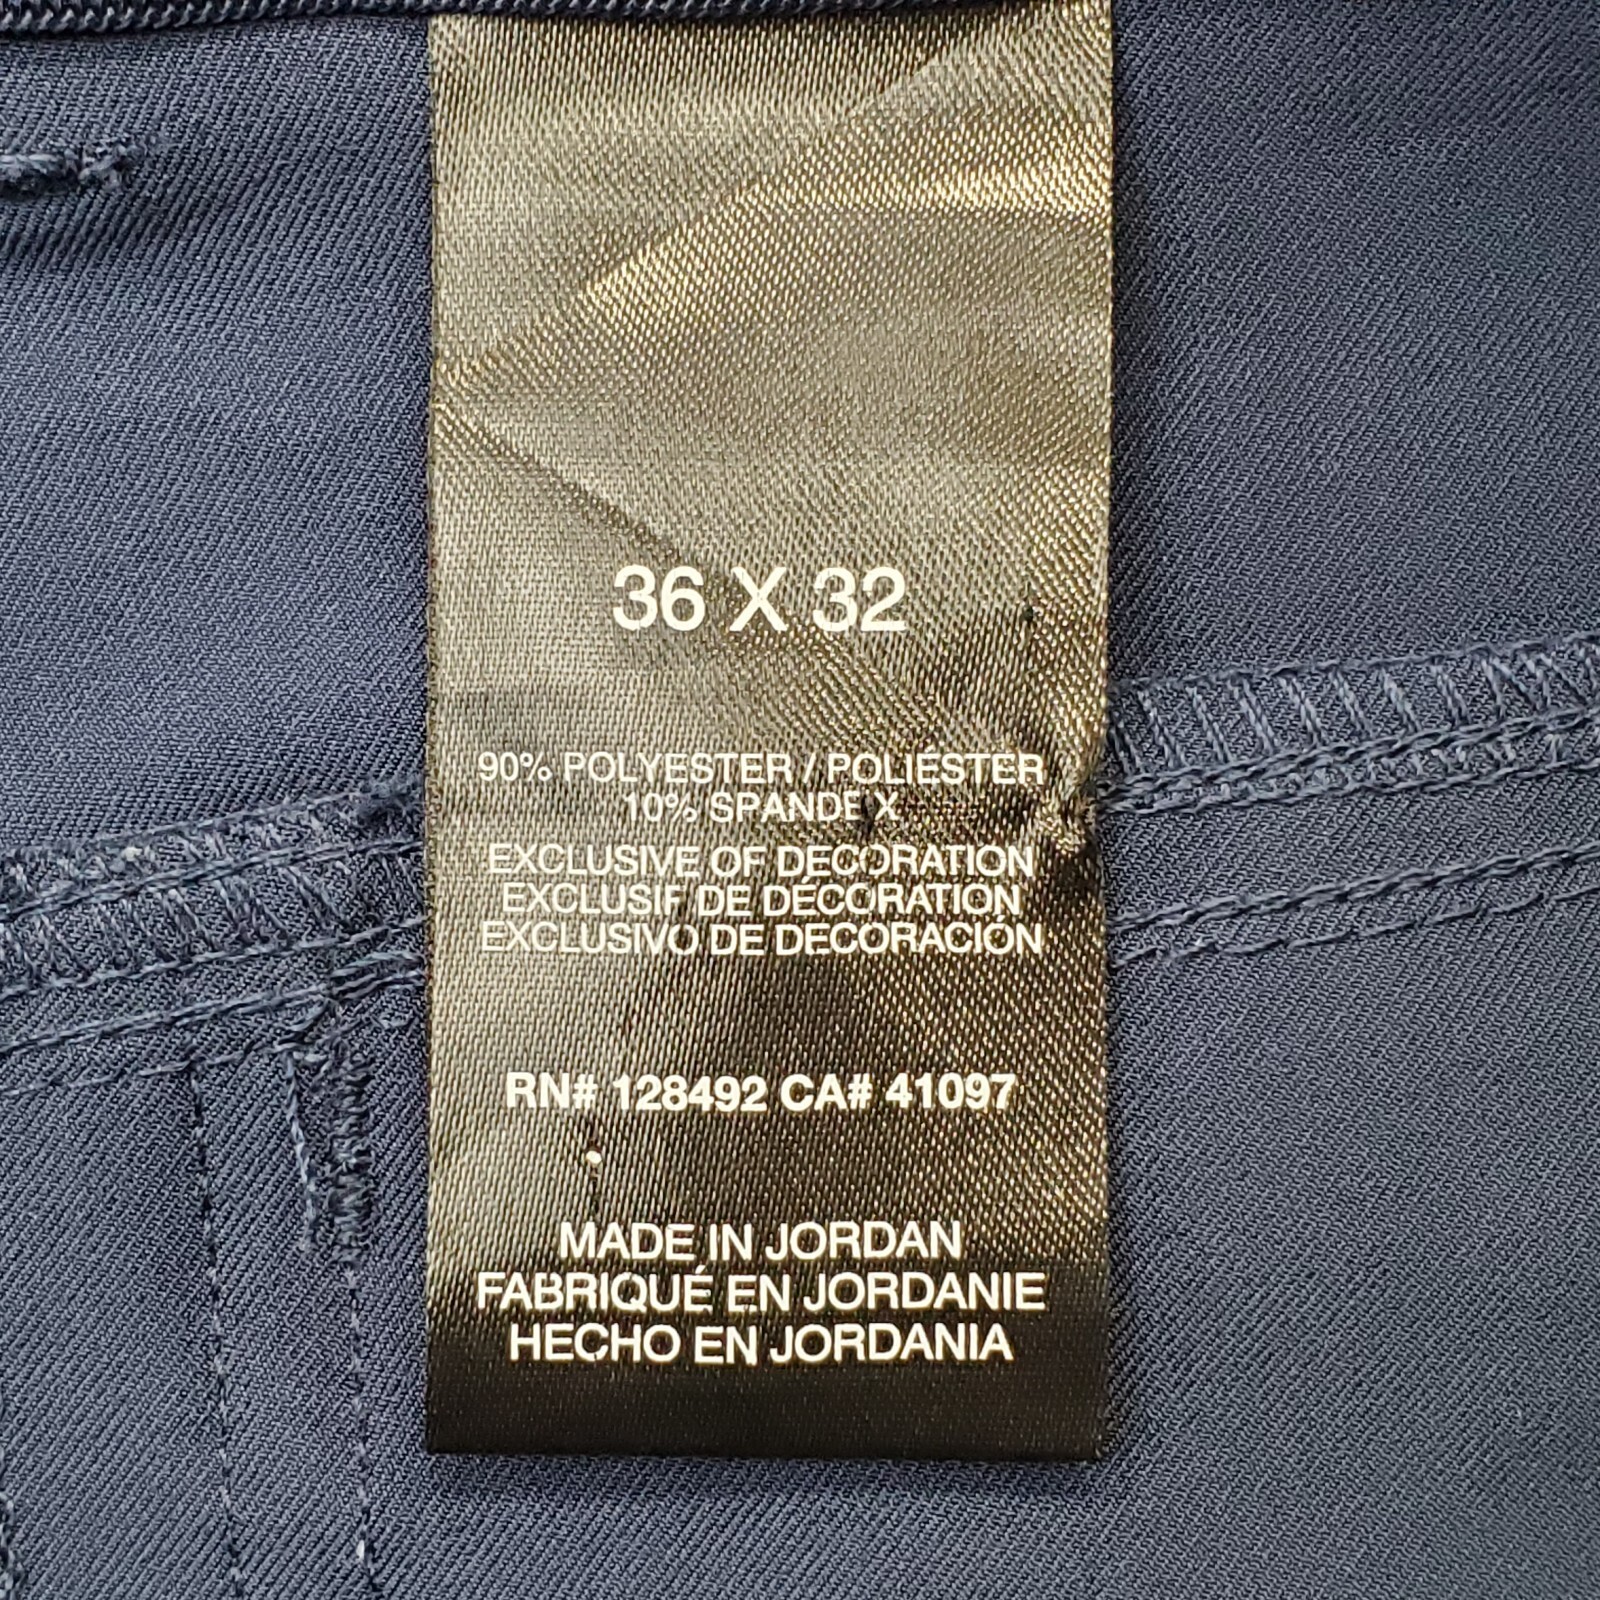 36 X 32
90% POLYESTER / POLIÉSTER
10% SPANDEX
EXCLUSIVE OF DECORATION
EXCLUSIF DE DÉCORATION
EXCLUSIVO DE DECORACIÓN
RN# 128492 CA# 41097
MADE IN JORDAN
FABRIQUÉ EN JORDANIE
HECHO EN JORDANIA